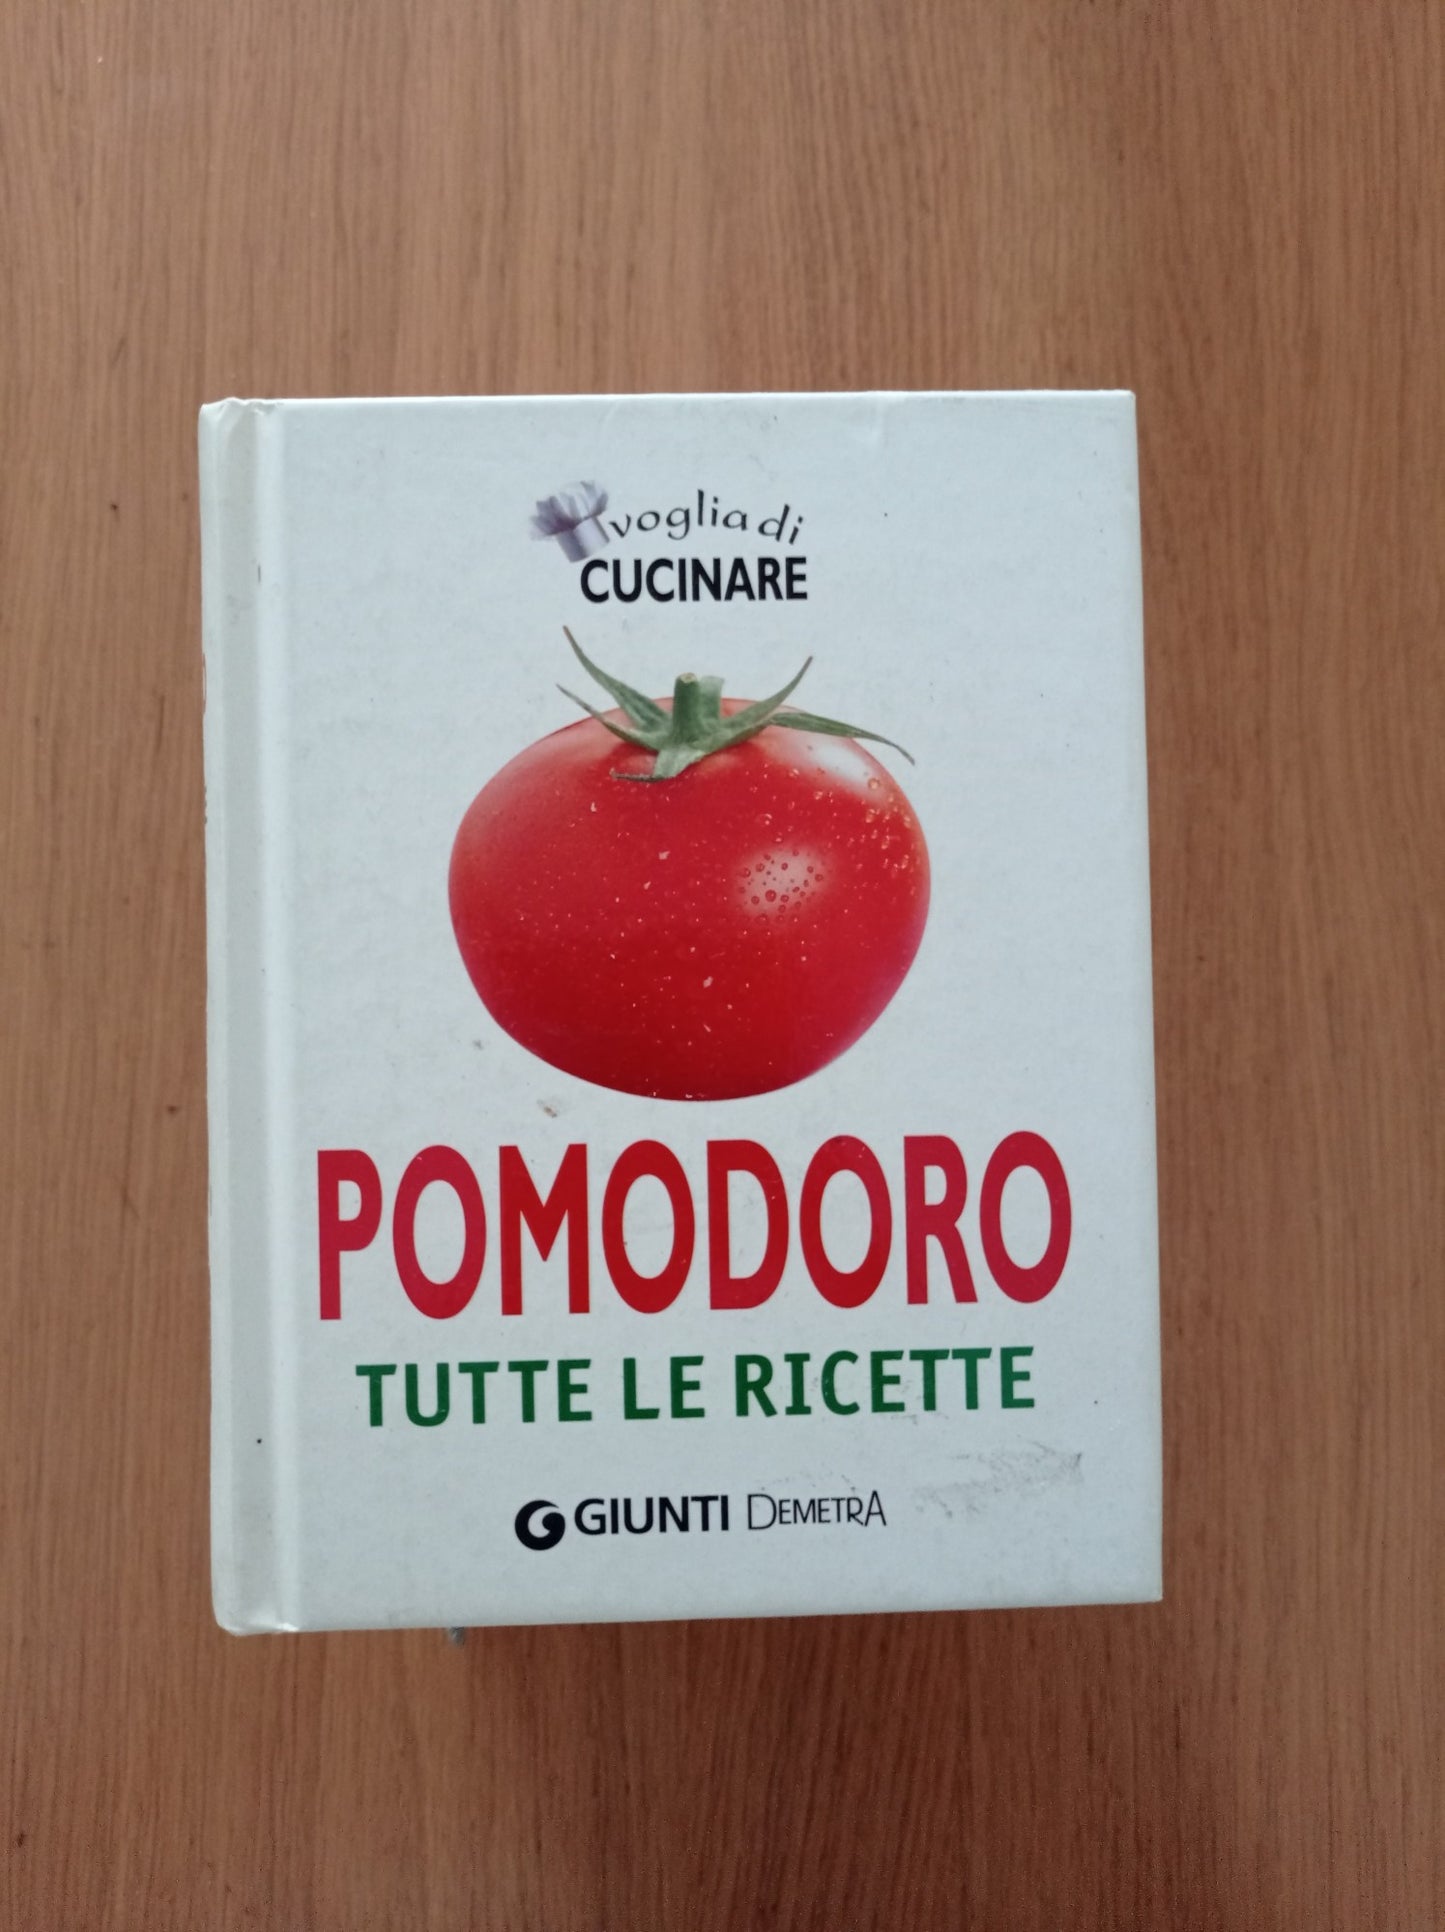 voglia di
CUCINARE
POMODORO
TUTTE LE RICETTE
GIUNTI DEMETRA